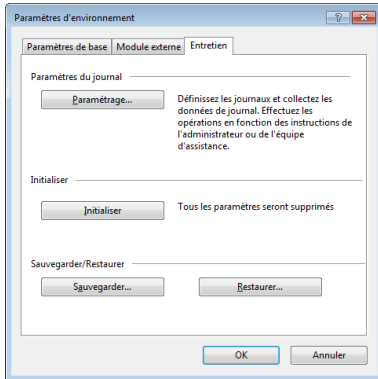 Paramètres d'environnement
Paramètres de base Module externe Entretien
Paramètres du journal
Paramétrage...
Définissez les journaux et collectez les
données de journal. Effectuez les
opérations en fonction des instructions de
l'administrateur ou de l'équipe
d'assistance.
Initialiser
Initialiser
Tous les paramètres seront supprimés
Sauvegarder/Restaurer
Sauvegarder... Restaurer...
OK Annuler